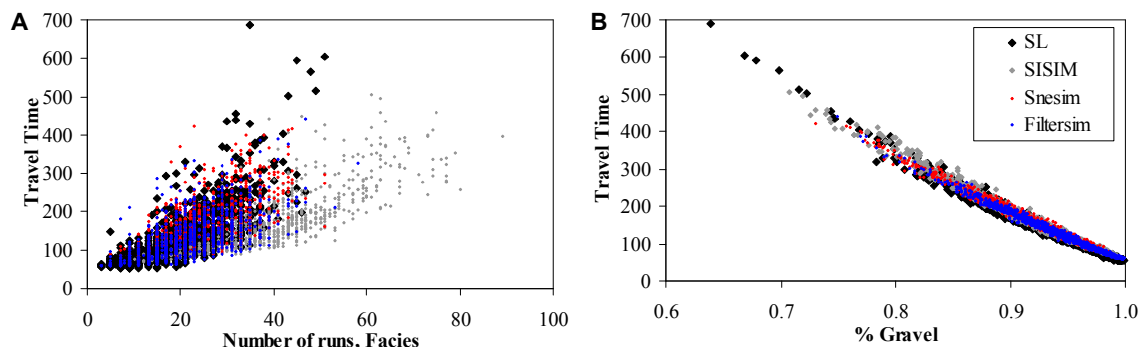 A
Travel Time
700
600
500
400
300
200
100
0
0 20 40 60 80 100
Number of runs, Facies
B
Travel Time
700
600
500
400
300
200
100
0
0.6 0.7 0.8 0.9 1.0
% Gravel
SL
SISIM
Snesim
Filtersim